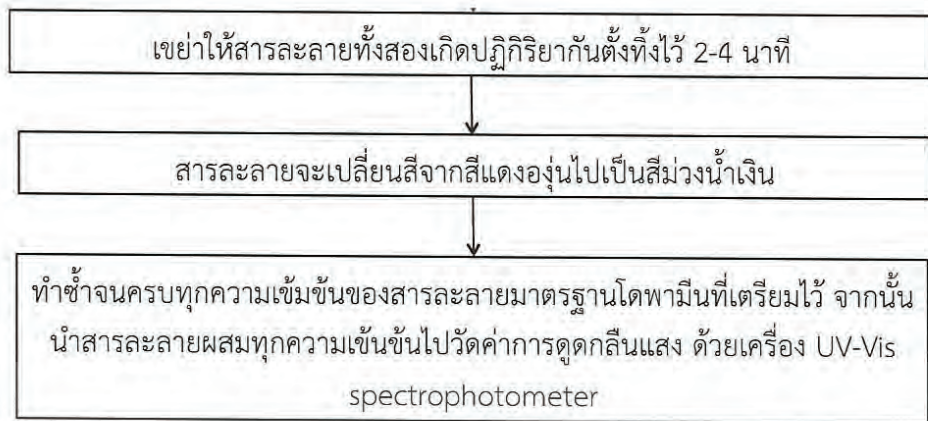 เขย่าให้สารละลายทั้งสองเกิดปฏิกิริยากันตั้งทิ้งไว้ 2-4 นาที
สารละลายจะเปลี่ยนสีจากสีแดงองุ่นไปเป็นสีม่วงน้ำเงิน
ทำซ้ำจนครบทุกความเข้มข้นของสารละลายมาตรฐานโดพามีนที่เตรียมไว้ จากนั้น
นำสารละลายผสมทุกความเข้นข้นไปวัดค่าการดูดกลืนแสง ด้วยเครื่อง UV-Vis
spectrophotometer